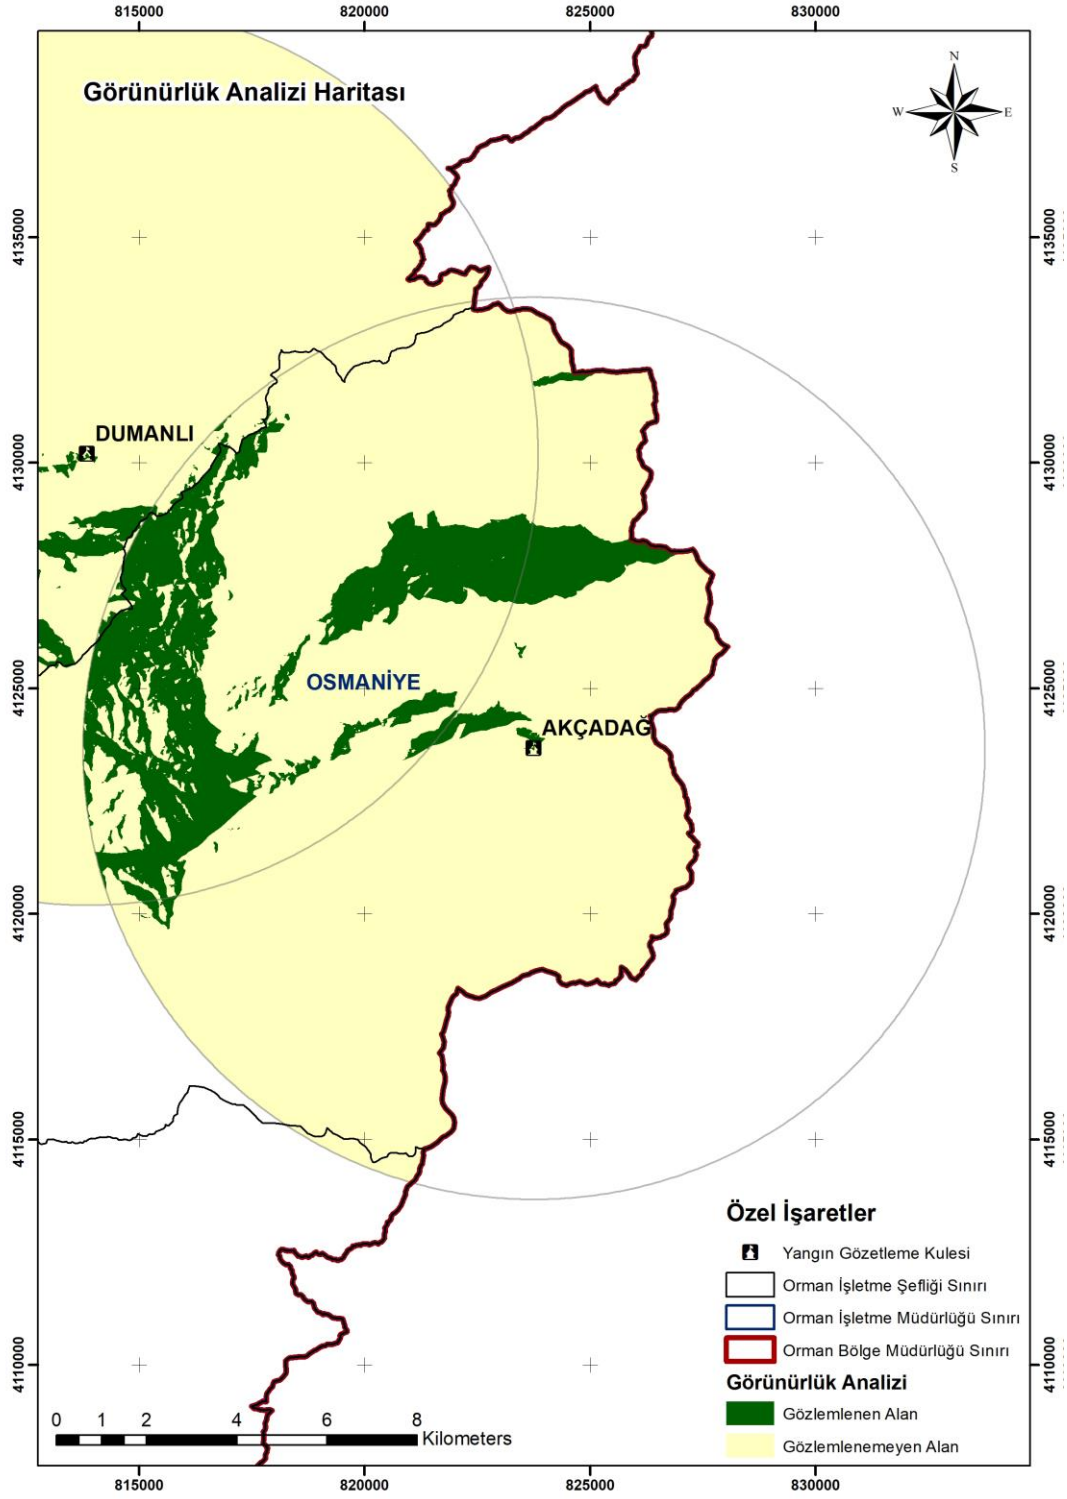 815000 820000 825000 830000
Görünürlük Analizi Haritası
N
W E
S
4135000 4135000
DUMANLI
4130000 4130000
OSMANİYE
4125000 4125000
AKÇADAĞ
4120000 4120000
4115000 4115000
Özel İşaretler
Yangın Gözetleme Kulesi
Orman İşletme Şefliği Sınırı
Orman İşletme Müdürlüğü Sınırı
Orman Bölge Müdürlüğü Sınırı
4110000 4110000
Görünürlük Analizi
Gözlemlenen Alan
Gözlemlenemeyen Alan
0 1 2 4 6 8
Kilometers
815000 820000 825000 830000